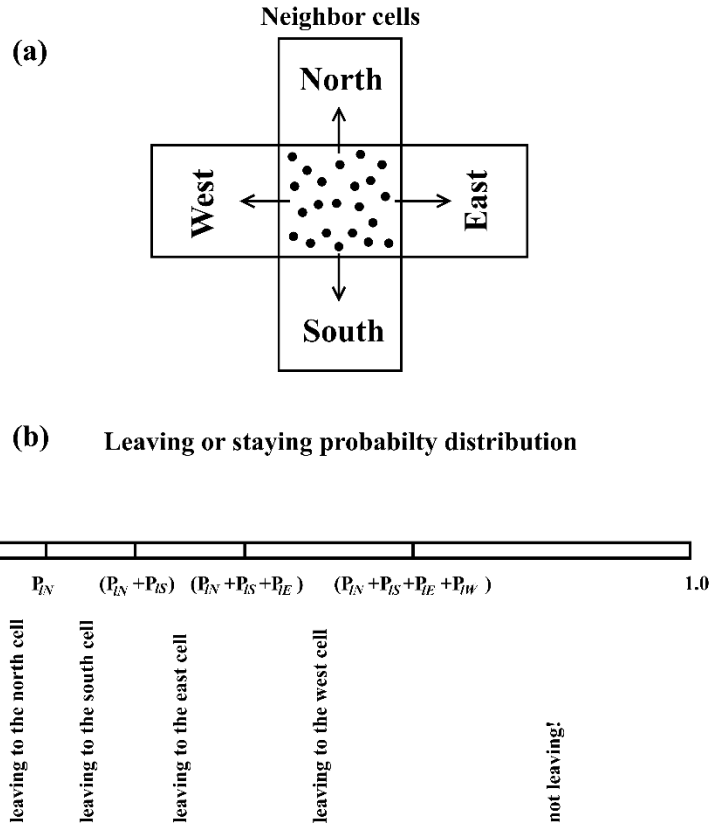 Neighbor cells
(a)
North
West
East
South
(b) Leaving or staying probabilty distribution
P_lN (P_lN +P_lS) (P_lN +P_lS +P_lE ) (P_lN +P_lS +P_lE +P_lW ) 1.0
leaving to the north cell
leaving to the south cell
leaving to the east cell
leaving to the west cell
not leaving!